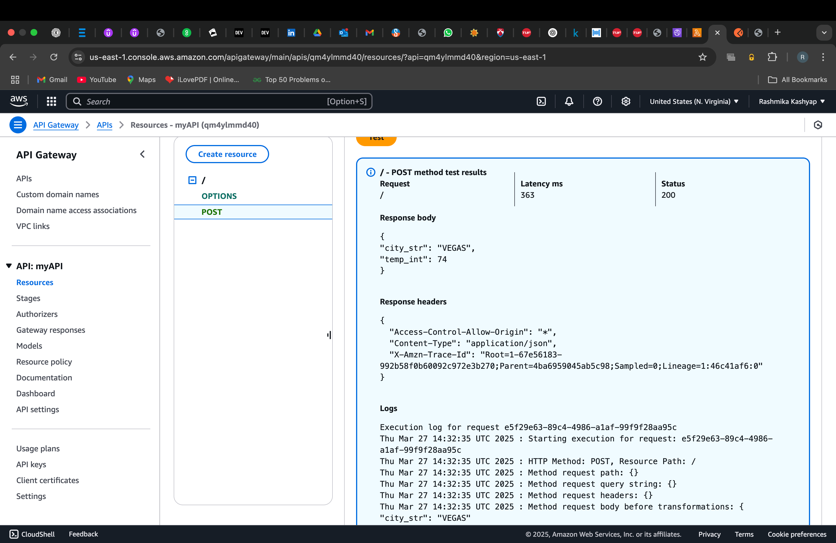 us-east-1.console.aws.amazon.com/apigateway/main/apis/qm4ylmmd40/resources/?api=qm4ylmmd40&region=us-east-1
R
Gmail
YouTube
Maps
iLovePDF | Online...
Top 50 Problems o...
All Bookmarks
aws
Search
[Option+S]
United States (N. Virginia)
Rashmika Kashyap
API Gateway
APIs
Resources - myAPI (qm4ylmmd40)
API Gateway
APIs
Custom domain names
Domain name access associations
VPC links
API: myAPI
Resources
Stages
Authorizers
Gateway responses
Models
Resource policy
Documentation
Dashboard
API settings
Usage plans
API keys
Client certificates
Settings
Create resource
/
OPTIONS
POST
Test
/ - POST method test results
Request
/
Latency ms
363
Status
200
Response body
{
"city_str": "VEGAS",
"temp_int": 74
}
Response headers
{
"Access-Control-Allow-Origin": "*",
"Content-Type": "application/json",
"X-Amzn-Trace-Id": "Root=1-67e56183-
992b58f0b60092c972e3b270;Parent=4ba6959045ab5c98;Sampled=0;Lineage=1:46c41af6:0"
}
Logs
Execution log for request e5f29e63-89c4-4986-a1af-99f9f28aa95c
Thu Mar 27 14:32:35 UTC 2025 : Starting execution for request: e5f29e63-89c4-4986-
a1af-99f9f28aa95c
Thu Mar 27 14:32:35 UTC 2025 : HTTP Method: POST, Resource Path: /
Thu Mar 27 14:32:35 UTC 2025 : Method request path: {}
Thu Mar 27 14:32:35 UTC 2025 : Method request query string: {}
Thu Mar 27 14:32:35 UTC 2025 : Method request headers: {}
Thu Mar 27 14:32:35 UTC 2025 : Method request body before transformations: {
"city_str": "VEGAS"
CloudShell
Feedback
© 2025, Amazon Web Services, Inc. or its affiliates.
Privacy
Terms
Cookie preferences